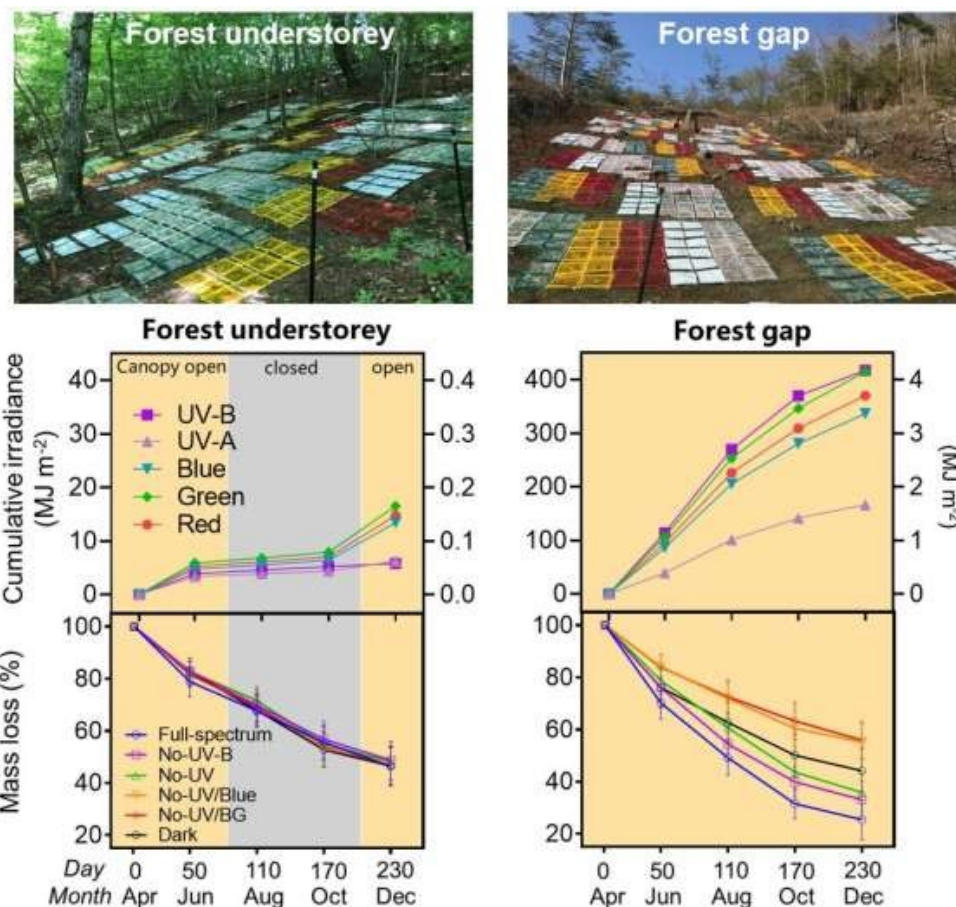 Forest understorey
Forest gap
Forest understorey
Forest gap
Canopy open
closed
open
Cumulative irradiance
(MJ m-2)
40
30
20
10
0
UV-B
UV-A
Blue
Green
Red
0.4
0.3
0.2
0.1
0.0
400
300
200
100
0
4
3
2
1
0
(MJ m-2)
Mass loss (%)
100
80
60
40
20
Full-spectrum
No-UV-B
No-UV
No-UV/Blue
No-UV/BG
Dark
100
80
60
40
20
Day 0 50 110 170 230
Month Apr Jun Aug Oct Dec
0 50 110 170 230
Apr Jun Aug Oct Dec